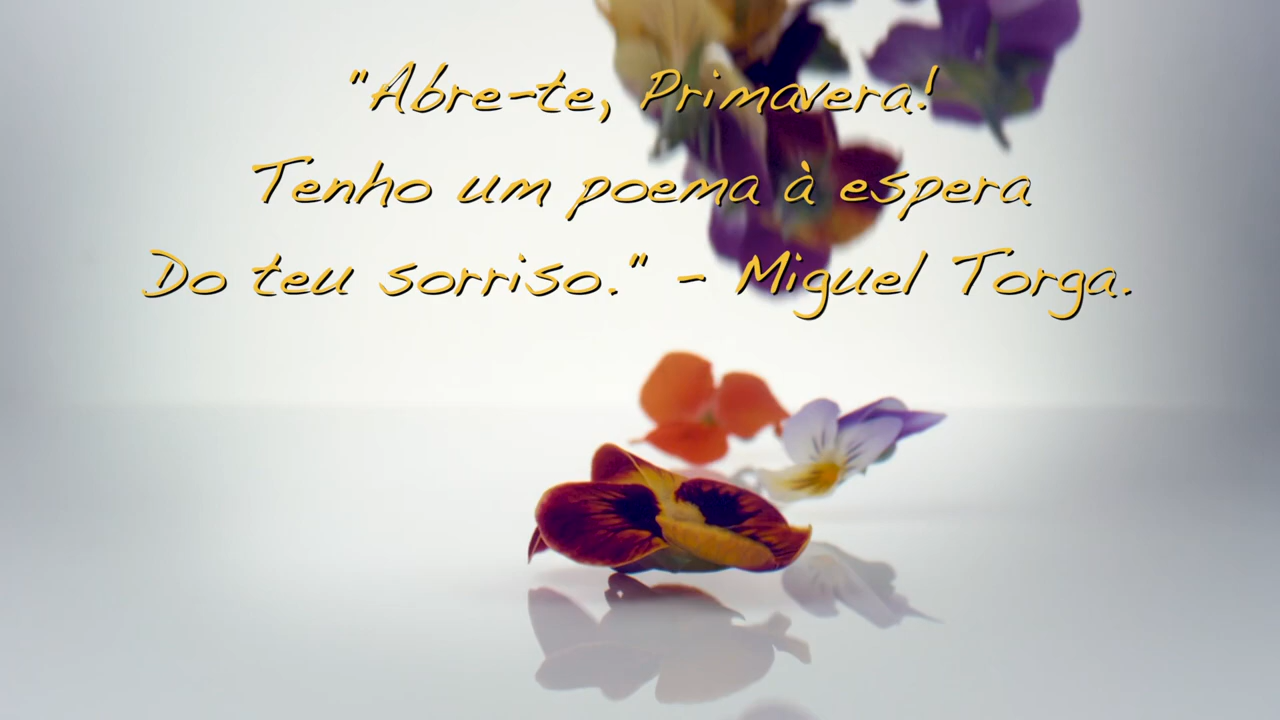 "Abre-te, Primavera!
Tenho um poema à espera
Do teu sorriso." - Miguel Torga.